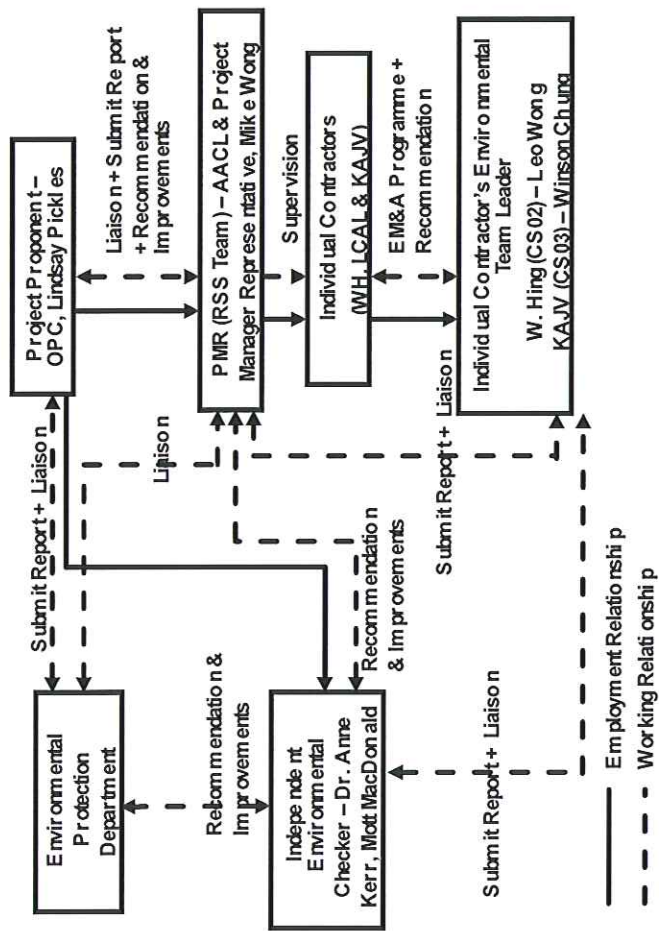 Project Proponent –
OPC, Lindsay Pickles
Environmental
Protection
Department
Submit Report + Liaison
Liaison
Liaison + Submit Report
+ Recommendation &
Improvements
PMR (RSS Team) – AACL & Project
Manager Representative, Mike Wong
Recommendation &
Improvements
Recommendation
& Improvements
Supervision
Independent
Environmental
Checker – Dr. Anne
Kerr, Mott MacDonald
Individual Contractors
(WH, LCAL & KAJV)
EM&A Programme +
Recommendation
Submit Report + Liaison
Submit Report + Liaison
Individual Contractor's Environmental
Team Leader
W. Hing (CS02) – Leo Wong
KAJV (CS03) – Winson Chung
Employment Relationship
Working Relationship